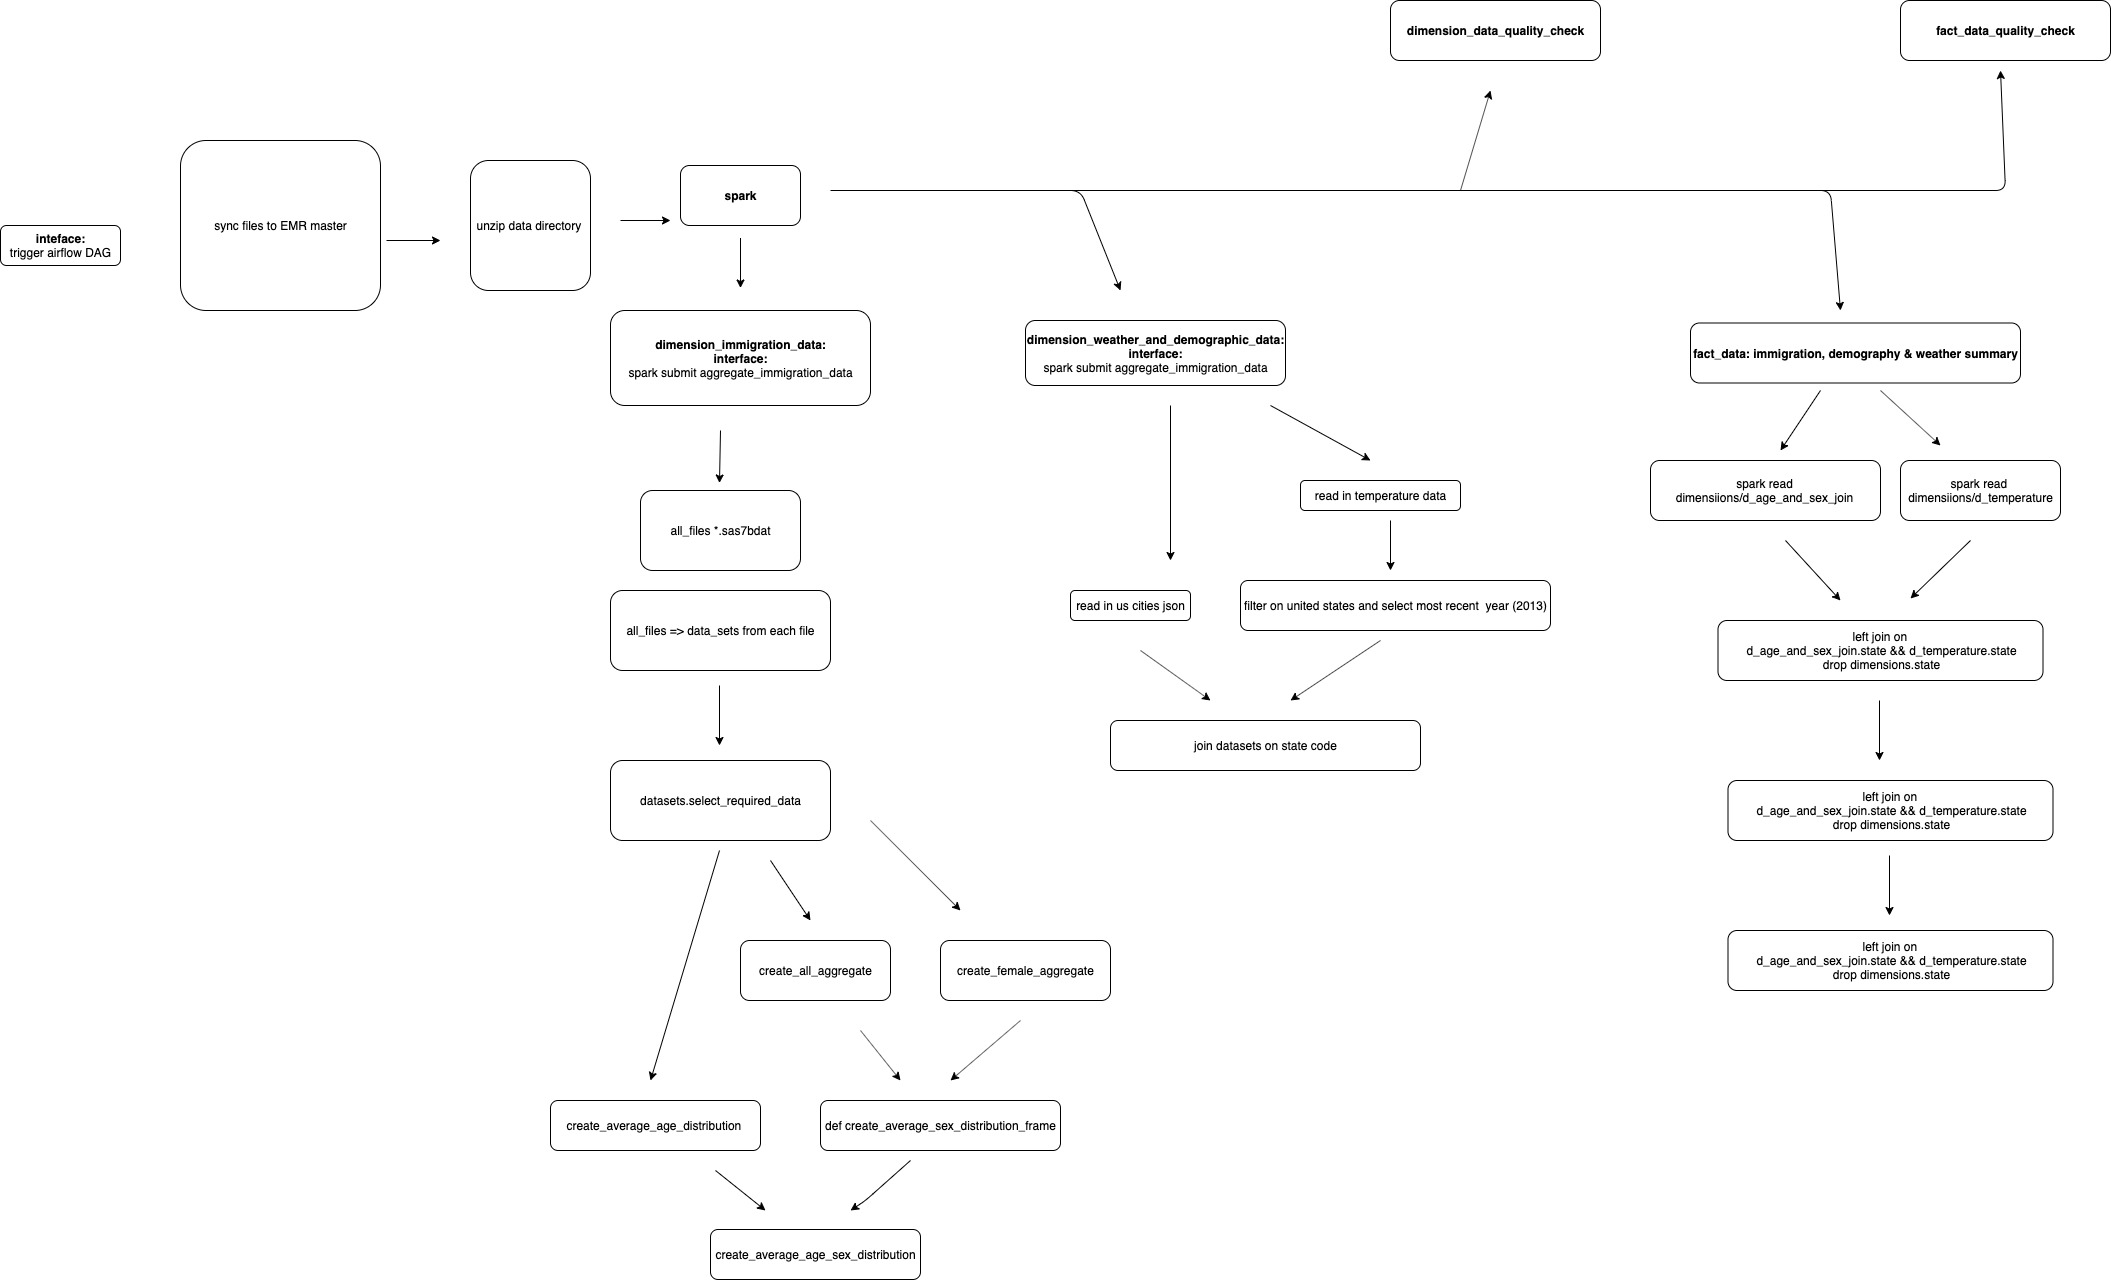 dimension_data_quality_check
fact_data_quality_check
inteface:
trigger airflow DAG
sync files to EMR master
unzip data directory
spark
dimension_immigration_data:
interface:
spark submit aggregate_immigration_data
all_files *.sas7bdat
all_files => data_sets from each file
datasets.select_required_data
create_all_aggregate
create_female_aggregate
create_average_age_distribution
def create_average_sex_distribution_frame
create_average_age_sex_distribution
dimension_weather_and_demographic_data:
interface:
spark submit aggregate_immigration_data
read in temperature data
read in us cities json
filter on united states and select most recent  year (2013)
join datasets on state code
fact_data: immigration, demography & weather summary
spark read
dimensiions/d_age_and_sex_join
spark read
dimensiions/d_temperature
left join on
d_age_and_sex_join.state && d_temperature.state
drop dimensions.state
left join on
d_age_and_sex_join.state && d_temperature.state
drop dimensions.state
left join on
d_age_and_sex_join.state && d_temperature.state
drop dimensions.state